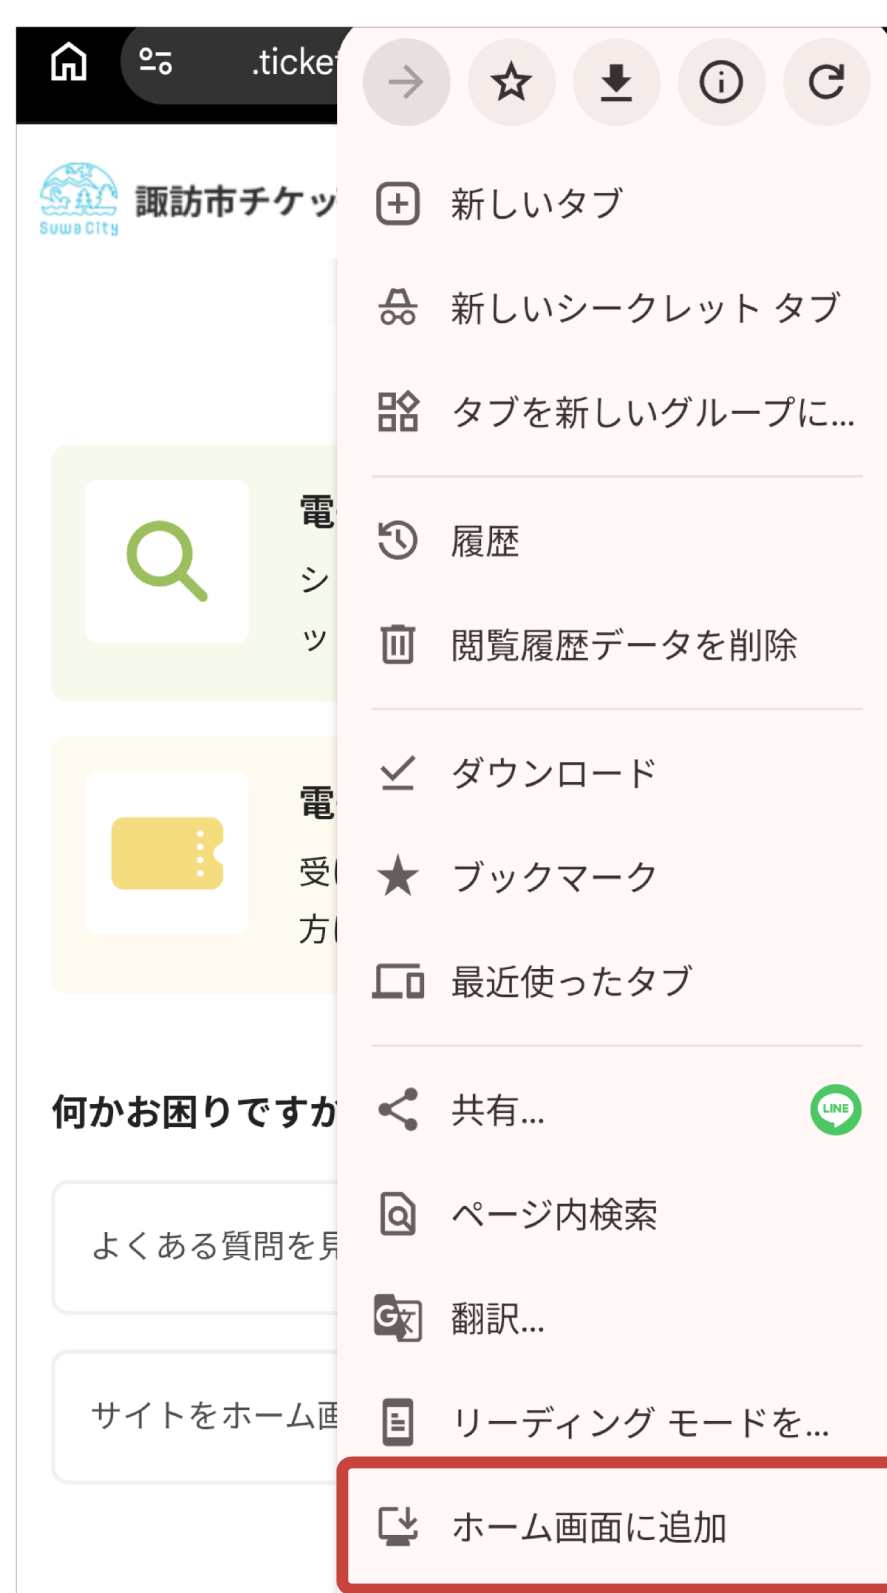 .ticke
諏訪市チケッ
Suwa City
新しいタブ
新しいシークレット タブ
タブを新しいグループに...
履歴
閲覧履歴データを削除
ダウンロード
ブックマーク
最近使ったタブ
共有...
LINE
ページ内検索
翻訳...
リーディング モードを...
ホーム画面に追加
電
シ
ッ
電
受
方
何かお困りですか
よくある質問を見
サイトをホーム画